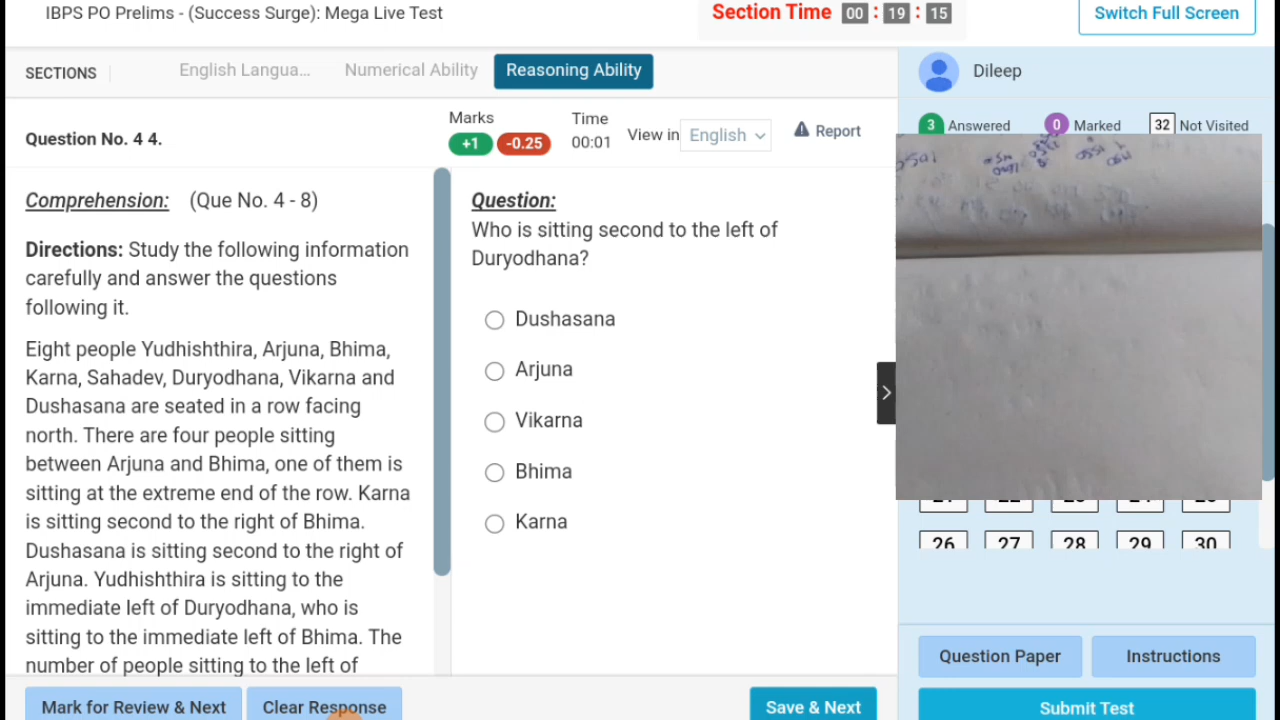 IBPS PO Prelims - (Success Surge): Mega Live Test
Section Time 00 : 19 : 15
Switch Full Screen
SECTIONS
English Langua...
Numerical Ability
Reasoning Ability
Dileep
Question No. 4 4.
Marks
+1 -0.25
Time
00:01
View in English
Report
3 Answered
0 Marked
32 Not Visited
Comprehension: (Que No. 4 - 8)
Directions: Study the following information
carefully and answer the questions
following it.
Eight people Yudhishthira, Arjuna, Bhima,
Karna, Sahadev, Duryodhana, Vikarna and
Dushasana are seated in a row facing
north. There are four people sitting
between Arjuna and Bhima, one of them is
sitting at the extreme end of the row. Karna
is sitting second to the right of Bhima.
Dushasana is sitting second to the right of
Arjuna. Yudhishthira is sitting to the
immediate left of Duryodhana, who is
sitting to the immediate left of Bhima. The
number of people sitting to the left of
Question:
Who is sitting second to the left of
Duryodhana?
Dushasana
Arjuna
Vikarna
Bhima
Karna
26 27 28 29 30
Question Paper
Instructions
Mark for Review & Next
Clear Response
Save & Next
Submit Test